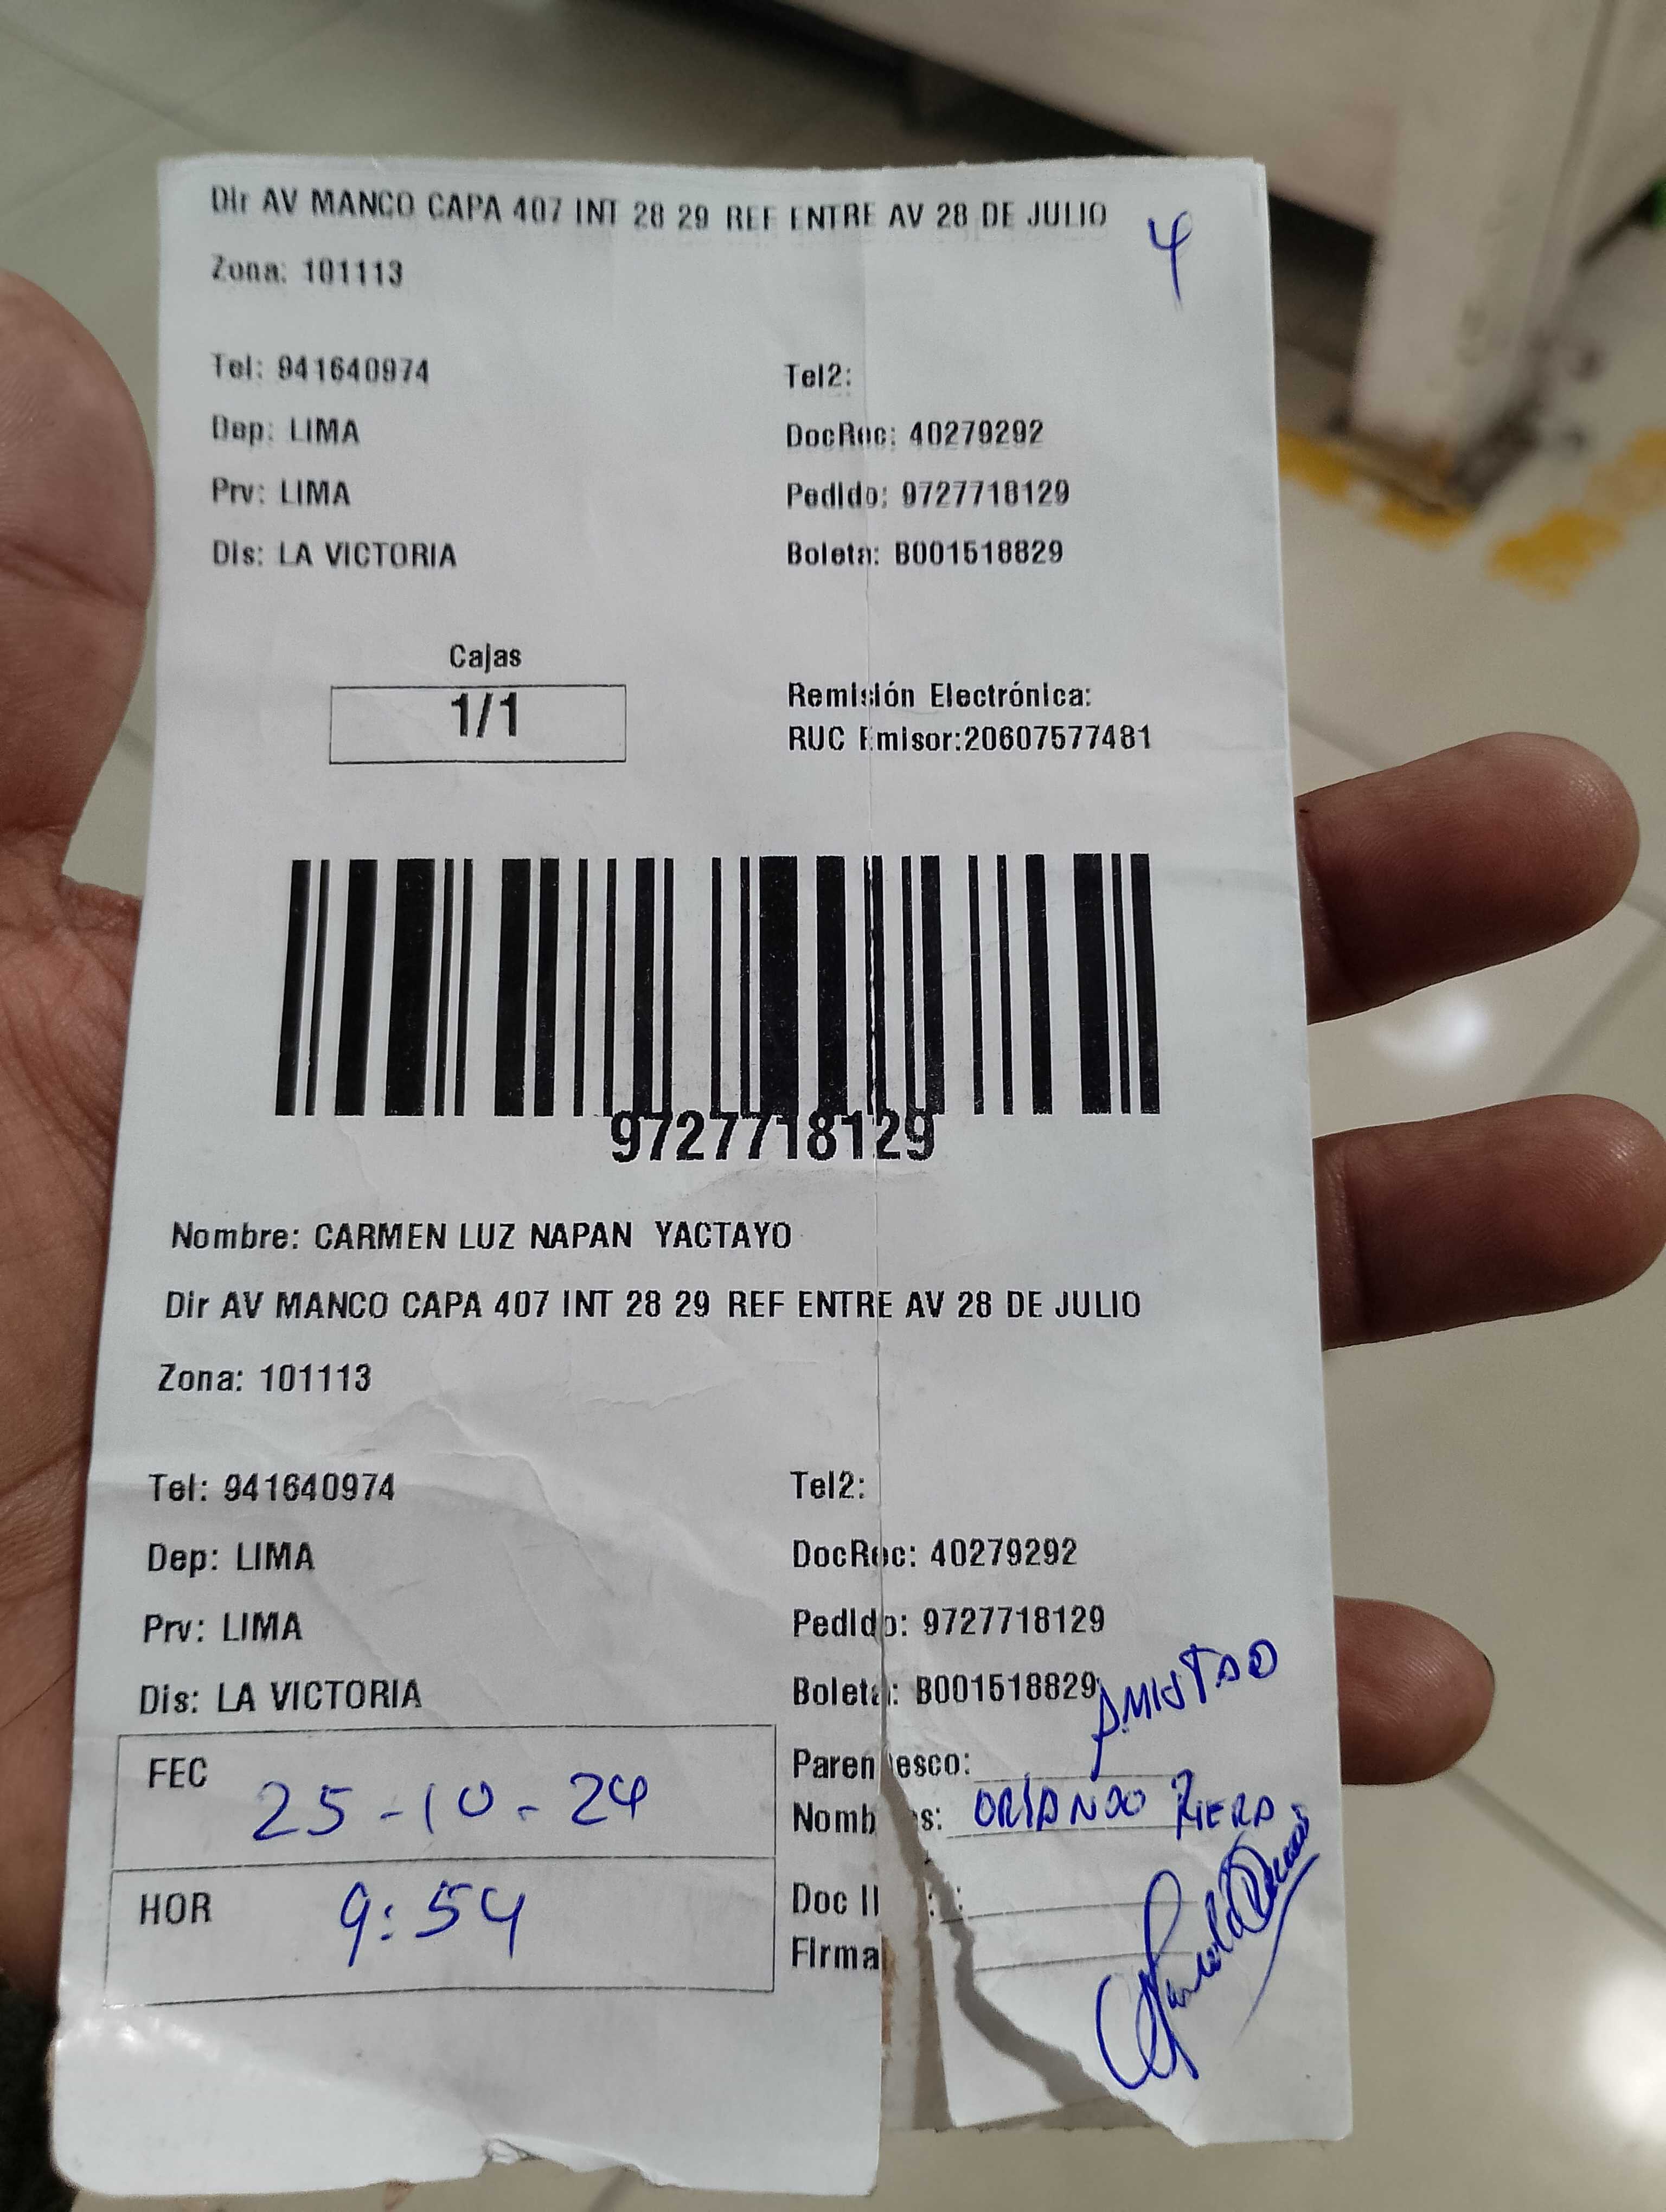 Dir AV MANCO CAPA 407 INT 28 29 REF ENTRE AV 28 DE JULIO
4
Zona: 101113
Tel: 941640974 Tel2:
Dep: LIMA DocRec: 40279292
Prv: LIMA Pedido: 9727718129
Dis: LA VICTORIA Boleta: B001518829
Cajas
1/1
Remisión Electrónica:
RUC Emisor:20607577481
9727718129
Nombre: CARMEN LUZ NAPAN YACTAYO
Dir AV MANCO CAPA 407 INT 28 29 REF ENTRE AV 28 DE JULIO
Zona: 101113
Tel: 941640974 Tel2:
Dep: LIMA DocRec: 40279292
Prv: LIMA Pedido: 9727718129
Dis: LA VICTORIA Boleta: B001518829
FEC 25-10-24
HOR 9:54
Parentesco: AMISTAD
Nombres: ORLANDO RIERA
Doc
Firma